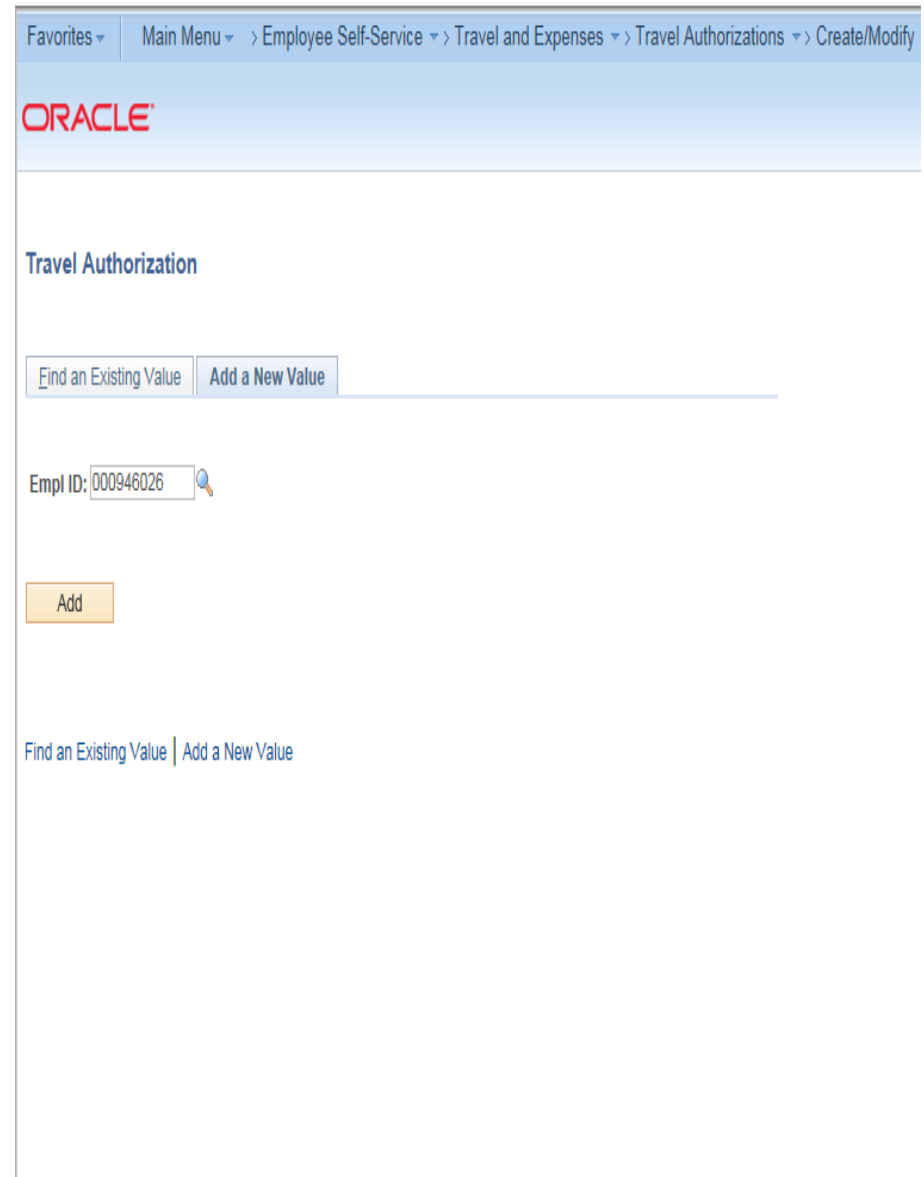 Favorites Main Menu > Employee Self-Service > Travel and Expenses > Travel Authorizations > Create/Modify
ORACLE
Travel Authorization
Find an Existing Value Add a New Value
Empl ID: 000946026
Add
Find an Existing Value | Add a New Value